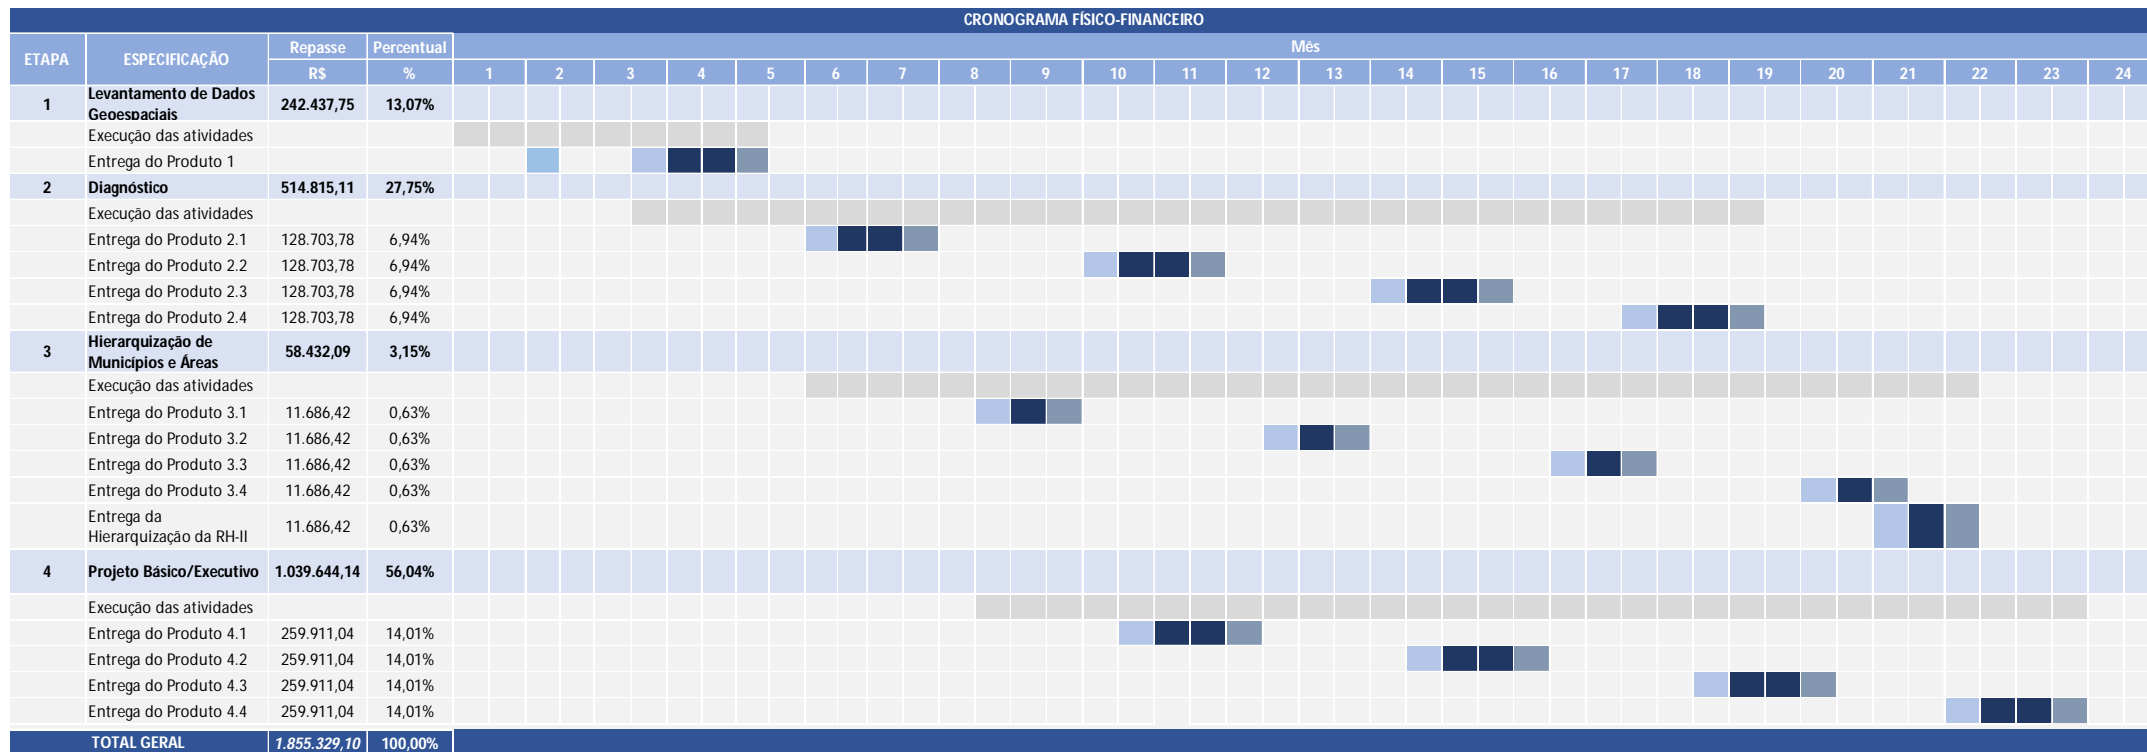 CRONOGRAMA FÍSICO-FINANCEIRO
ETAPA ESPECIFICAÇÃO Repasse Percentual Mês
R$ % 1 2 3 4 5 6 7 8 9 10 11 12 13 14 15 16 17 18 19 20 21 22 23 24
1 Levantamento de Dados Geoespaciais 242.437,75 13,07%
Execução das atividades
Entrega do Produto 1
2 Diagnóstico 514.815,11 27,75%
Execução das atividades
Entrega do Produto 2.1 128.703,78 6,94%
Entrega do Produto 2.2 128.703,78 6,94%
Entrega do Produto 2.3 128.703,78 6,94%
Entrega do Produto 2.4 128.703,78 6,94%
3 Hierarquização de Municípios e Áreas 58.432,09 3,15%
Execução das atividades
Entrega do Produto 3.1 11.686,42 0,63%
Entrega do Produto 3.2 11.686,42 0,63%
Entrega do Produto 3.3 11.686,42 0,63%
Entrega do Produto 3.4 11.686,42 0,63%
Entrega da Hierarquização da RH-II 11.686,42 0,63%
4 Projeto Básico/Executivo 1.039.644,14 56,04%
Execução das atividades
Entrega do Produto 4.1 259.911,04 14,01%
Entrega do Produto 4.2 259.911,04 14,01%
Entrega do Produto 4.3 259.911,04 14,01%
Entrega do Produto 4.4 259.911,04 14,01%
TOTAL GERAL 1.855.329,10 100,00%